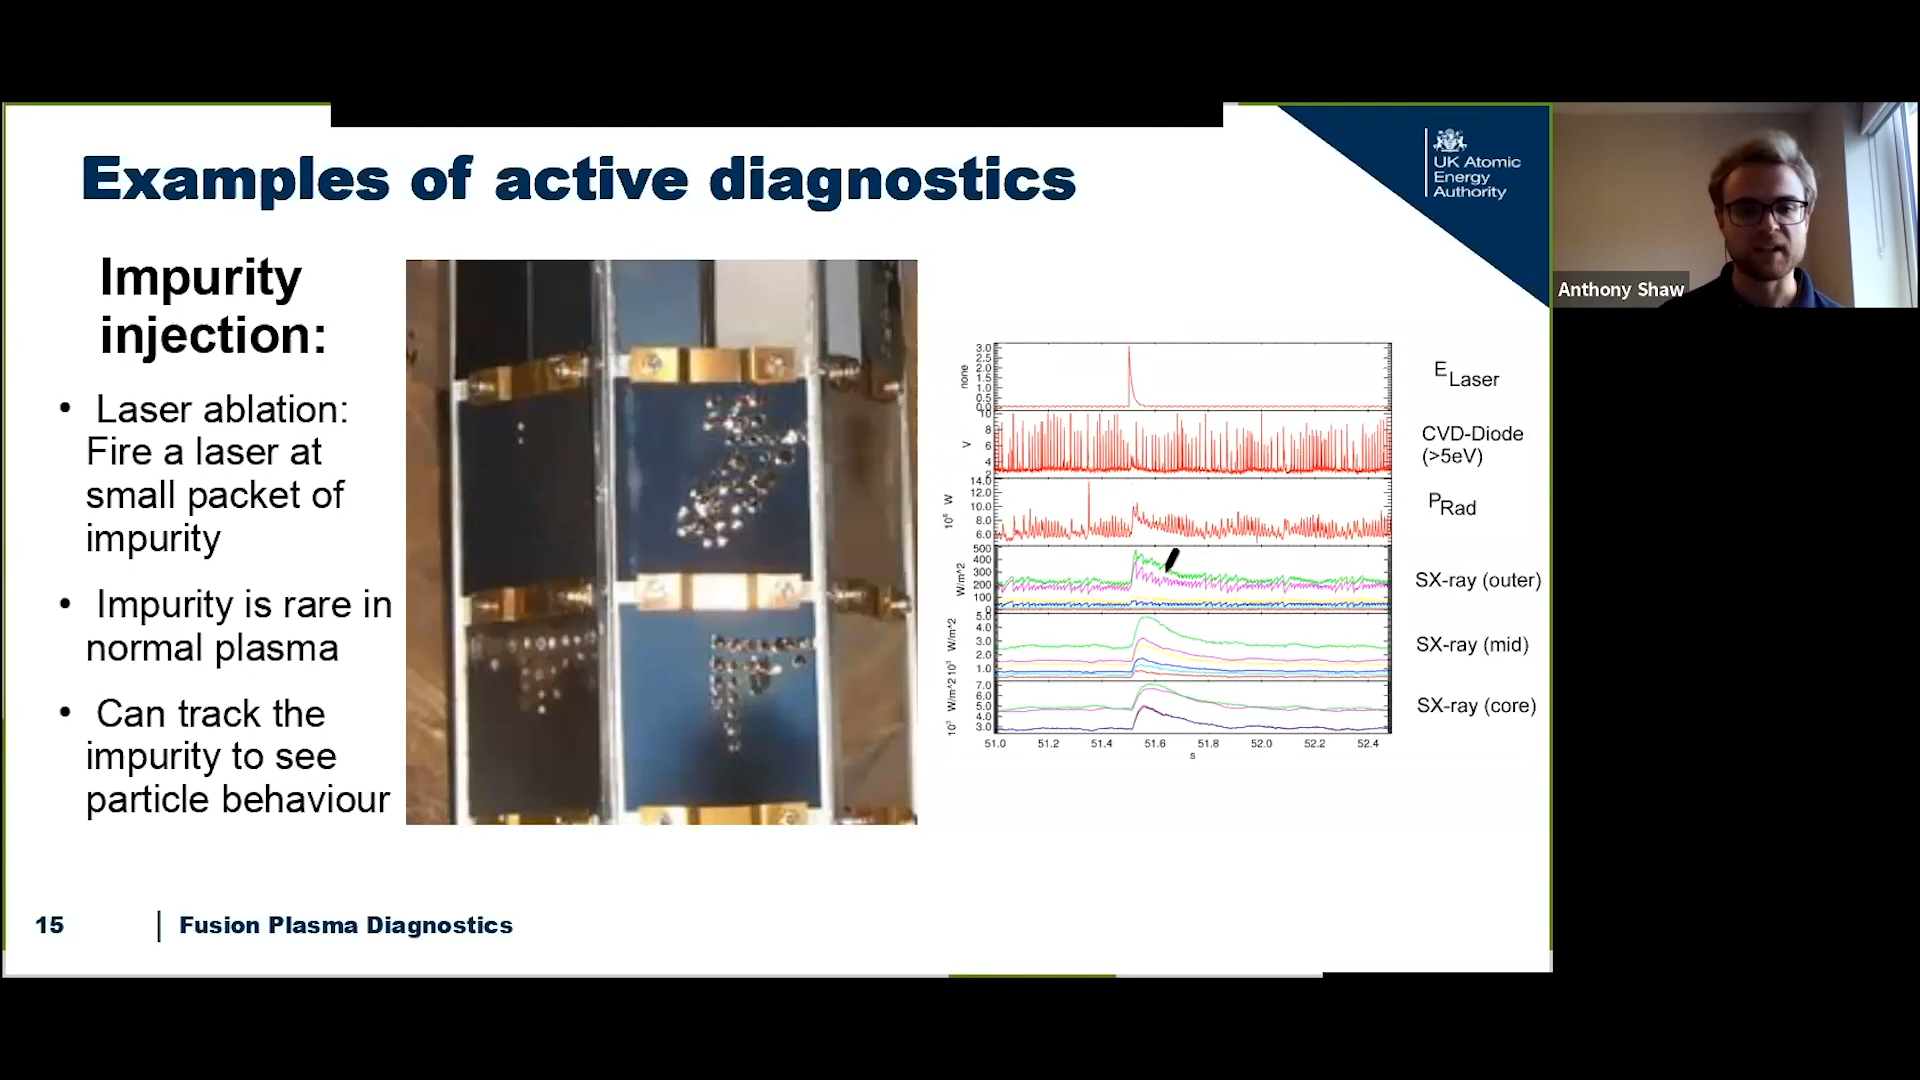 Examples of active diagnostics
UK Atomic
Energy
Authority
Anthony Shaw
Impurity
injection:
• Laser ablation:
Fire a laser at
small packet of
impurity
• Impurity is rare in
normal plasma
• Can track the
impurity to see
particle behaviour
none
3.0
2.5
2.0
1.5
1.0
0.5
0.0
E Laser
V
10
8
6
4
2
CVD-Diode
(>5eV)
10⁶ W
14.0
12.0
10.0
8.0
6.0
P Rad
W/m^2
500
400
300
200
100
0
SX-ray (outer)
10³ W/m^2
5.0
4.0
3.0
2.0
1.0
SX-ray (mid)
10³ W/m^2
7.0
6.0
5.0
4.0
3.0
SX-ray (core)
51.0 51.2 51.4 51.6 51.8 52.0 52.2 52.4
s
15 | Fusion Plasma Diagnostics